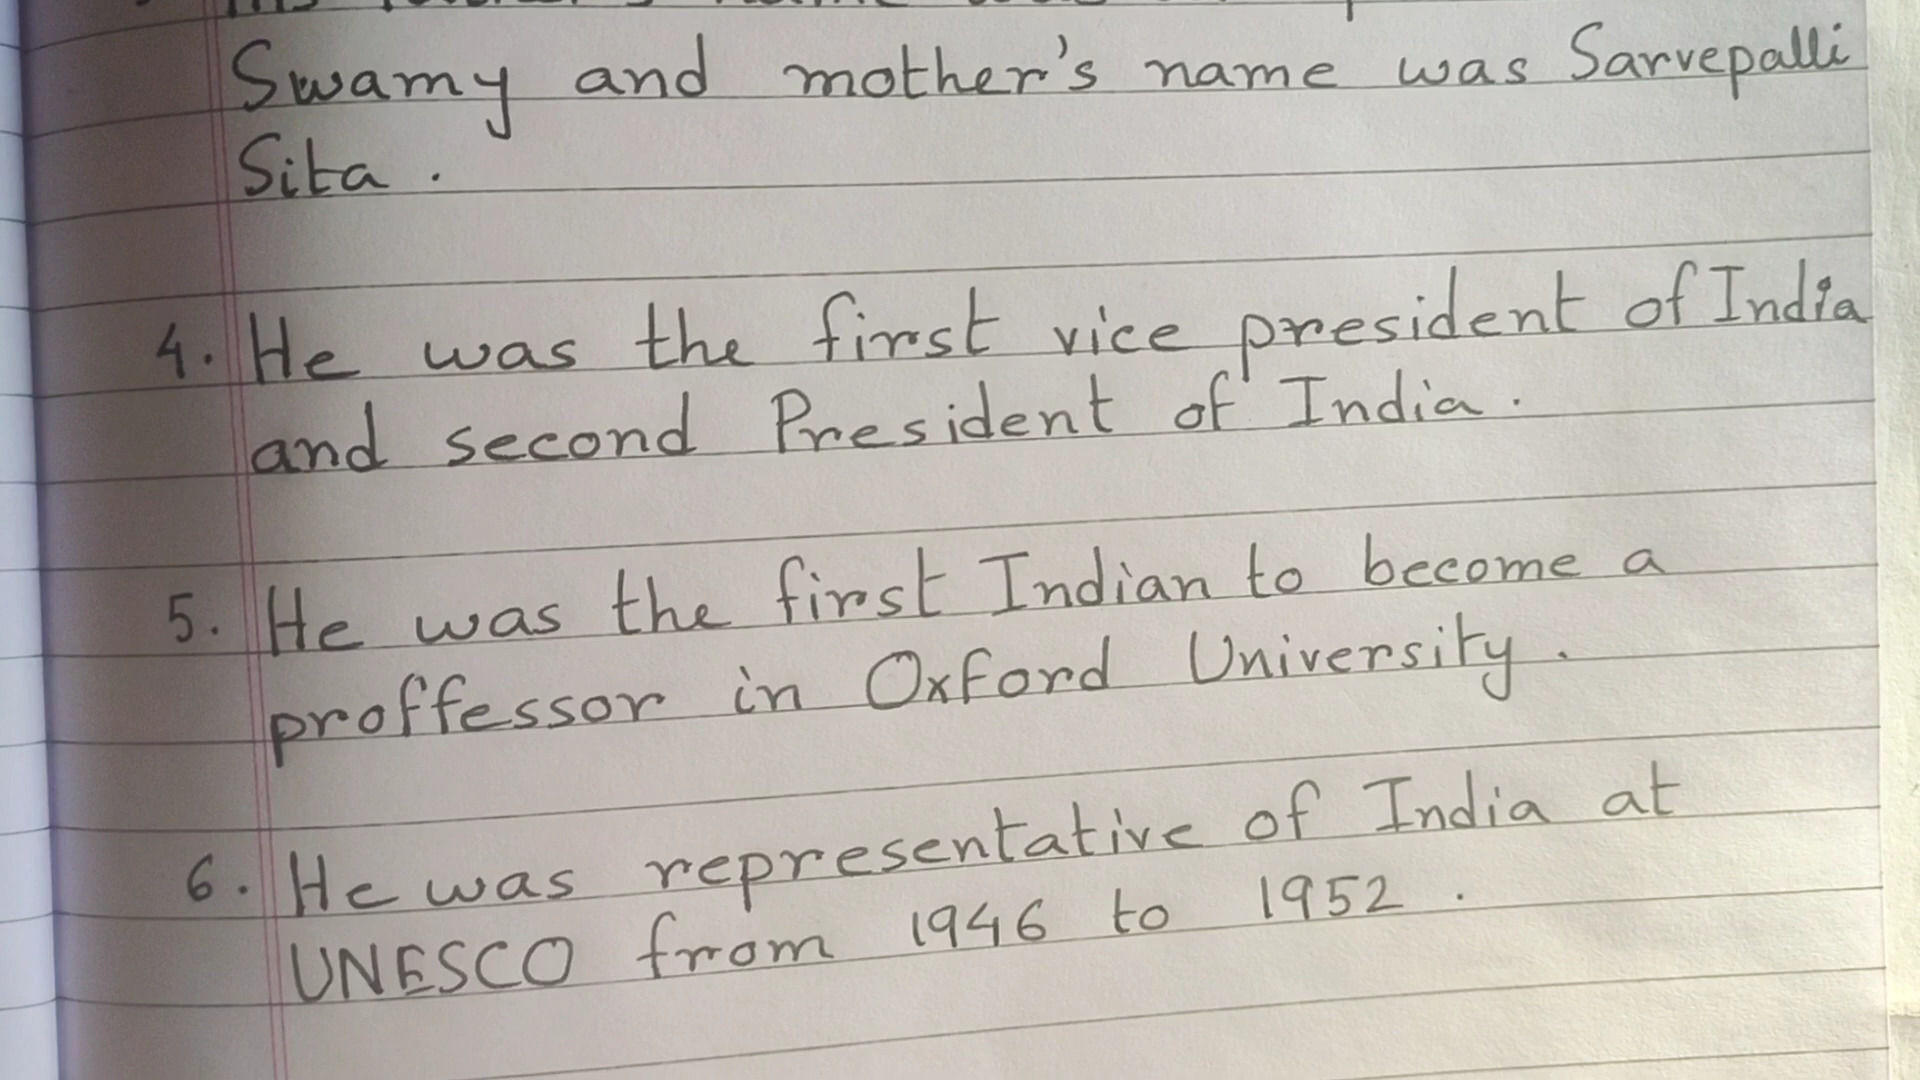 Swamy and mother's name was Sarvepalli
Sita.
4. He was the first vice president of India
and second President of India.
5. He was the first Indian to become a
proffessor in Oxford University.
6. He was representative of India at
UNESCO from 1946 to 1952.